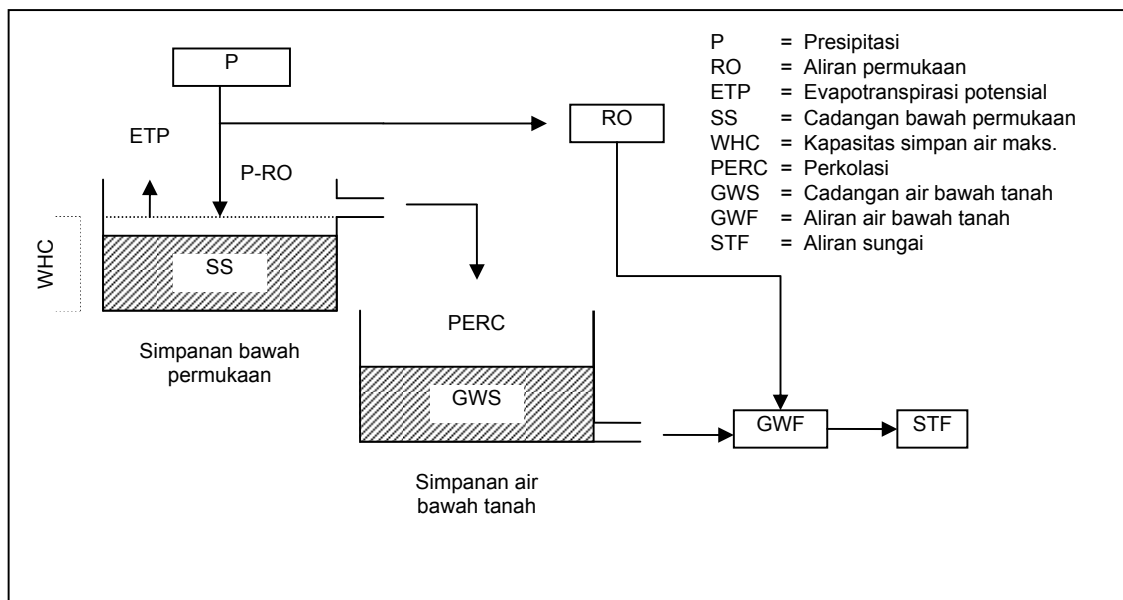 P
RO
ETP
P-RO
WHC
SS
Simpanan bawah
permukaan
PERC
GWS
Simpanan air
bawah tanah
GWF
STF
P = Presipitasi
RO = Aliran permukaan
ETP = Evapotranspirasi potensial
SS = Cadangan bawah permukaan
WHC = Kapasitas simpan air maks.
PERC = Perkolasi
GWS = Cadangan air bawah tanah
GWF = Aliran air bawah tanah
STF = Aliran sungai